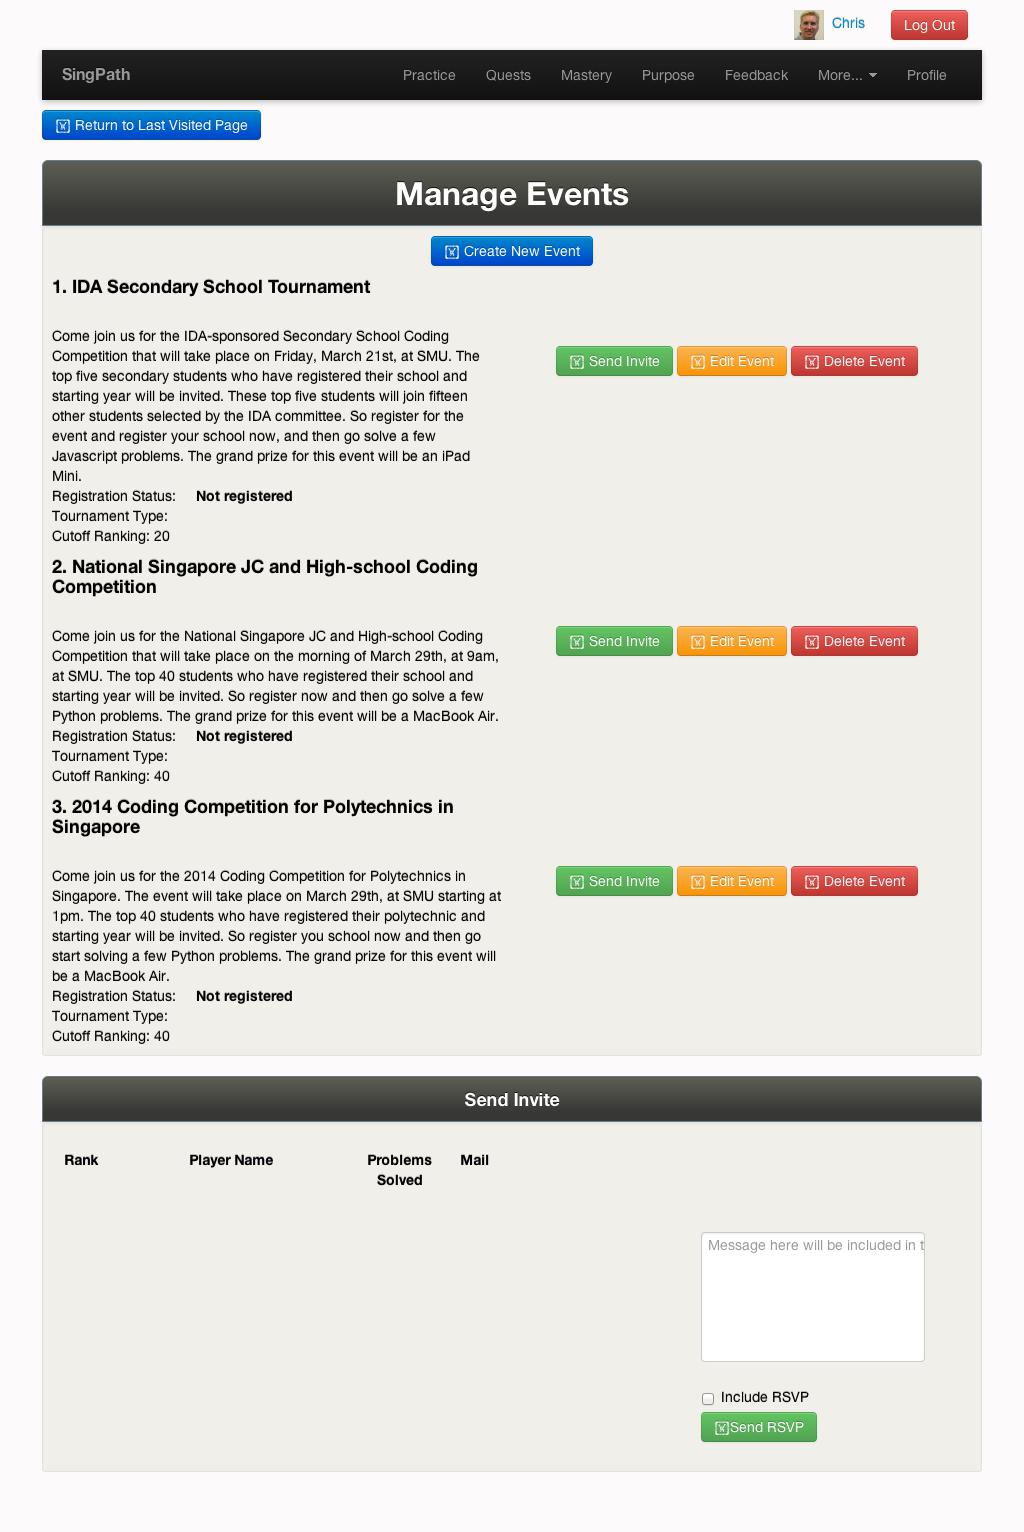 Chris
Log Out
SingPath
Practice
Quests
Mastery
Purpose
Feedback
More...
Profile
Return to Last Visited Page
Manage Events
Create New Event
1. IDA Secondary School Tournament
Come join us for the IDA-sponsored Secondary School Coding
Competition that will take place on Friday, March 21st, at SMU. The
top five secondary students who have registered their school and
starting year will be invited. These top five students will join fifteen
other students selected by the IDA committee. So register for the
event and register your school now, and then go solve a few
Javascript problems. The grand prize for this event will be an iPad
Mini.
Registration Status: Not registered
Tournament Type:
Cutoff Ranking: 20
Send Invite
Edit Event
Delete Event
2. National Singapore JC and High-school Coding
Competition
Come join us for the National Singapore JC and High-school Coding
Competition that will take place on the morning of March 29th, at 9am,
at SMU. The top 40 students who have registered their school and
starting year will be invited. So register now and then go solve a few
Python problems. The grand prize for this event will be a MacBook Air.
Registration Status: Not registered
Tournament Type:
Cutoff Ranking: 40
Send Invite
Edit Event
Delete Event
3. 2014 Coding Competition for Polytechnics in
Singapore
Come join us for the 2014 Coding Competition for Polytechnics in
Singapore. The event will take place on March 29th, at SMU starting at
1pm. The top 40 students who have registered their polytechnic and
starting year will be invited. So register you school now and then go
start solving a few Python problems. The grand prize for this event will
be a MacBook Air.
Registration Status: Not registered
Tournament Type:
Cutoff Ranking: 40
Send Invite
Edit Event
Delete Event
Send Invite
Rank
Player Name
Problems
Solved
Mail
Message here will be included in t
Include RSVP
Send RSVP